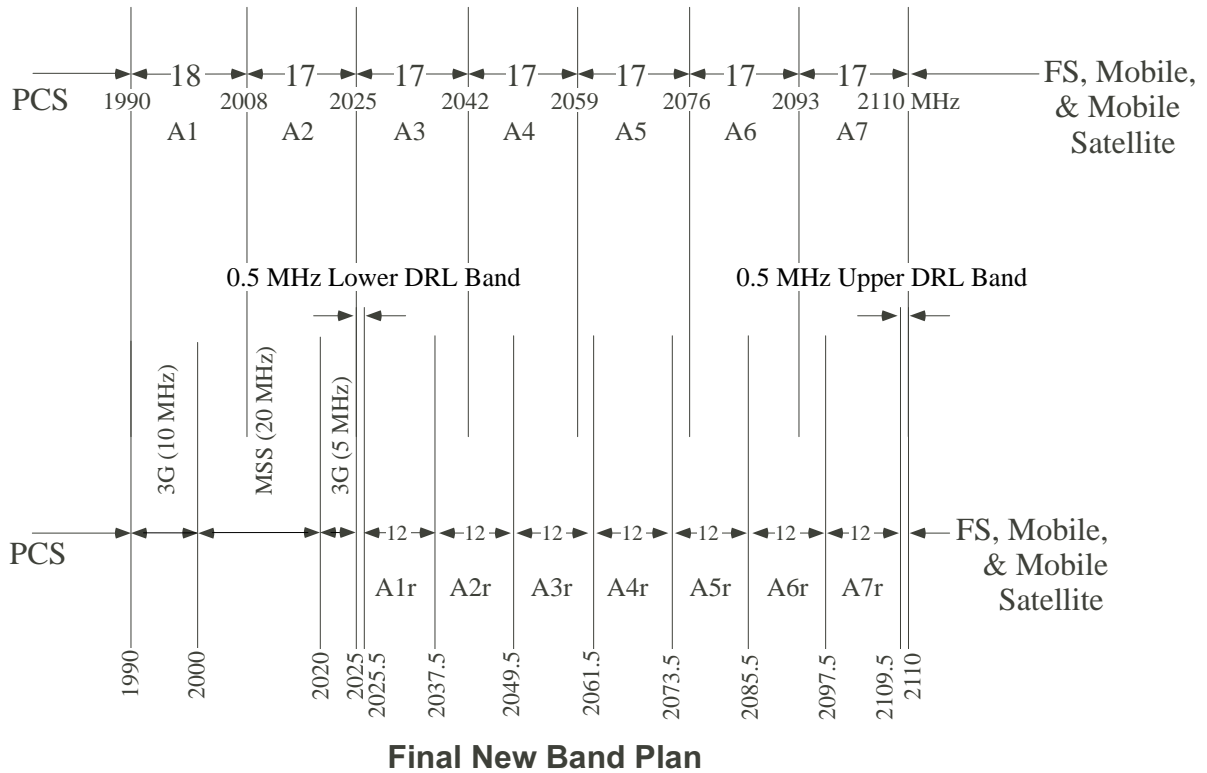 18 17 17 17 17 17 17
PCS
1990 2008 2025 2042 2059 2076 2093 2110 MHz
A1 A2 A3 A4 A5 A6 A7
FS, Mobile,
& Mobile
Satellite
0.5 MHz Lower DRL Band
0.5 MHz Upper DRL Band
3G (10 MHz)
MSS (20 MHz)
3G (5 MHz)
PCS
12 12 12 12 12 12 12
A1r A2r A3r A4r A5r A6r A7r
FS, Mobile,
& Mobile
Satellite
1990
2000
2020
2025
2025.5
2037.5
2049.5
2061.5
2073.5
2085.5
2097.5
2109.5
2110
Final New Band Plan